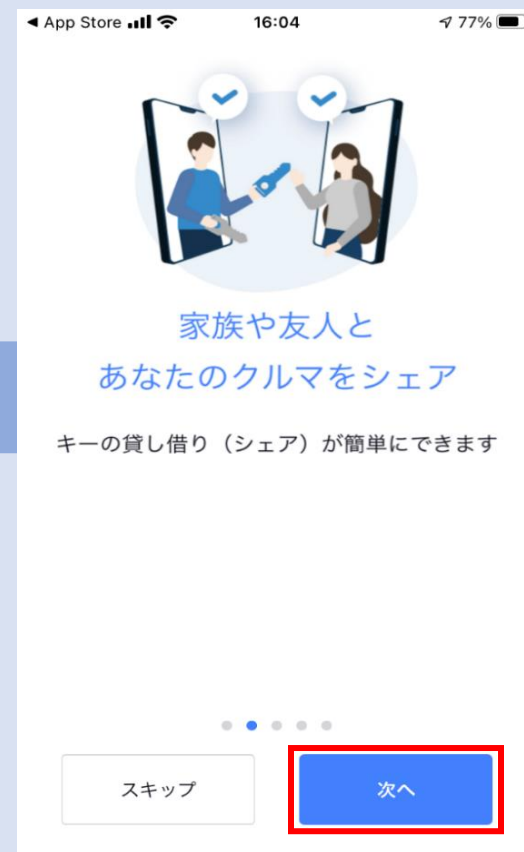 ◀ App Store 16:04 77%
家族や友人と
あなたのクルマをシェア
キーの貸し借り（シェア）が簡単にできます
スキップ 次へ